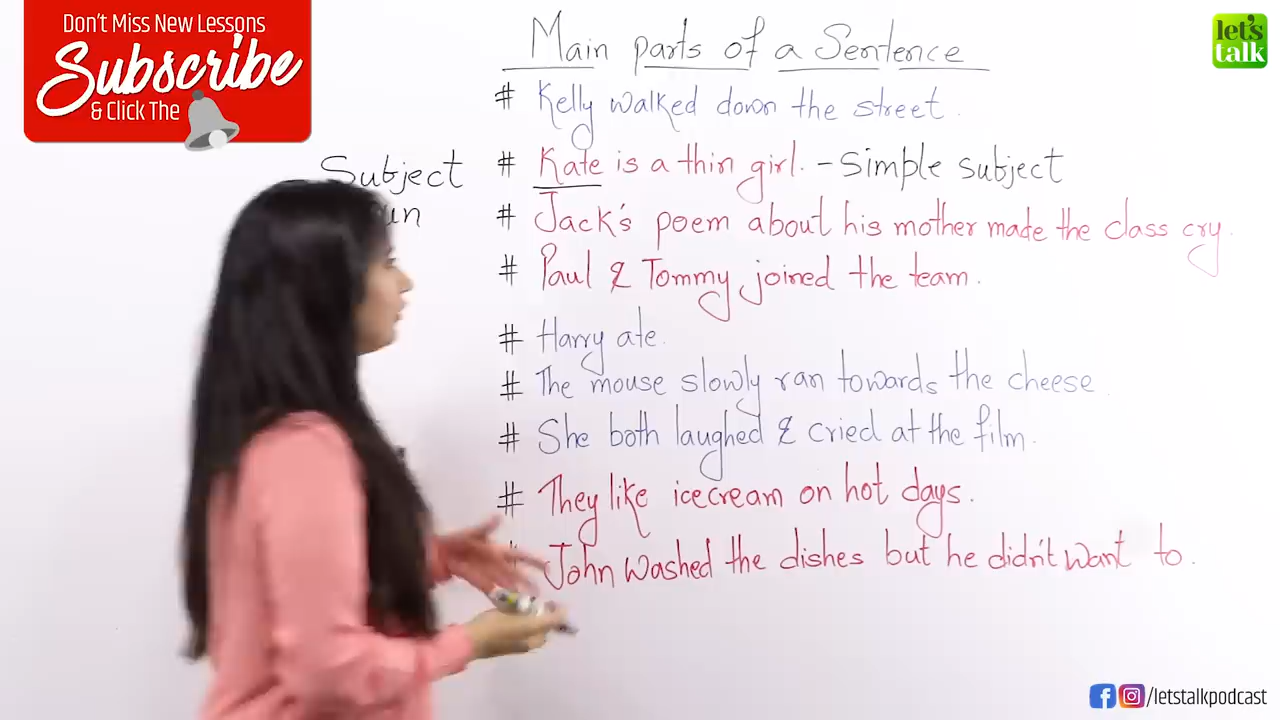 DON'T MISS NEW LESSONS
Subscribe
& CLICK THE
let's
talk
Main parts of a Sentence
# Kelly walked down the street.
Subject
# Kate is a thin girl. - Simple subject
# Jack's poem about his mother made the class cry.
# Paul & Tommy joined the team.
# Harry ate.
# The mouse slowly ran towards the cheese
# She both laughed & cried at the film.
# They like icecream on hot days.
John washed the dishes but he didn't want to.
/letstalkpodcast